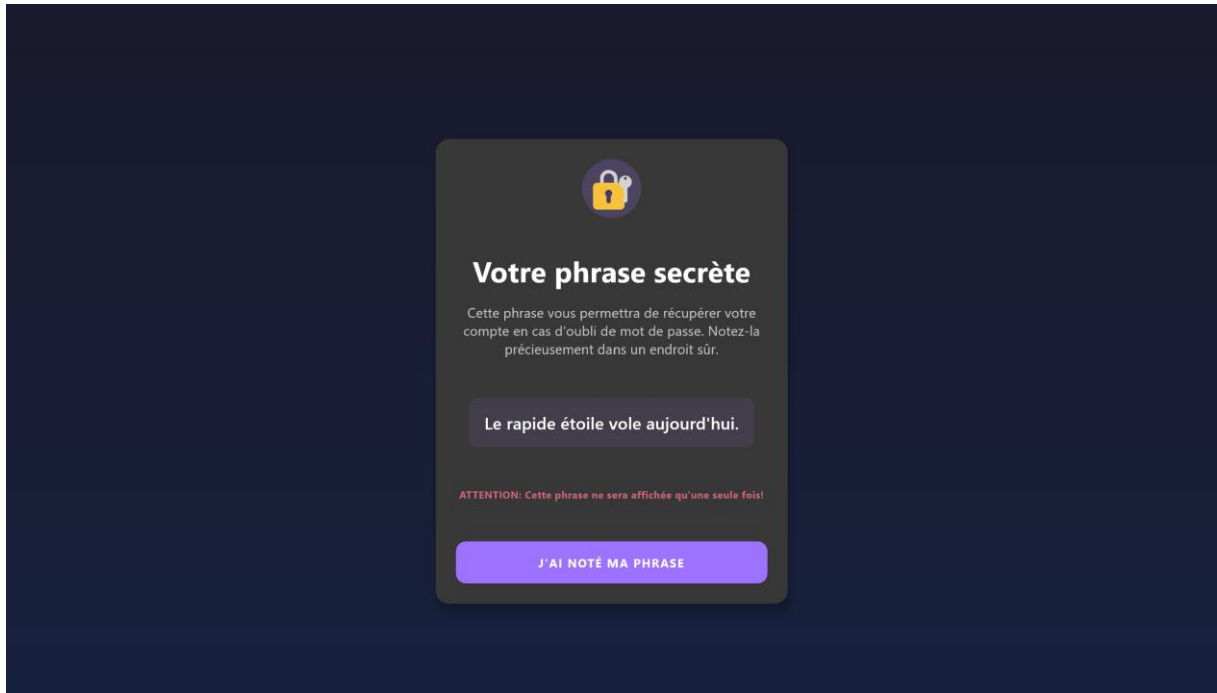 Votre phrase secrète
Cette phrase vous permettra de récupérer votre
compte en cas d'oubli de mot de passe. Notez-la
précieusement dans un endroit sûr.
Le rapide étoile vole aujourd'hui.
ATTENTION: Cette phrase ne sera affichée qu'une seule fois!
J'AI NOTÉ MA PHRASE